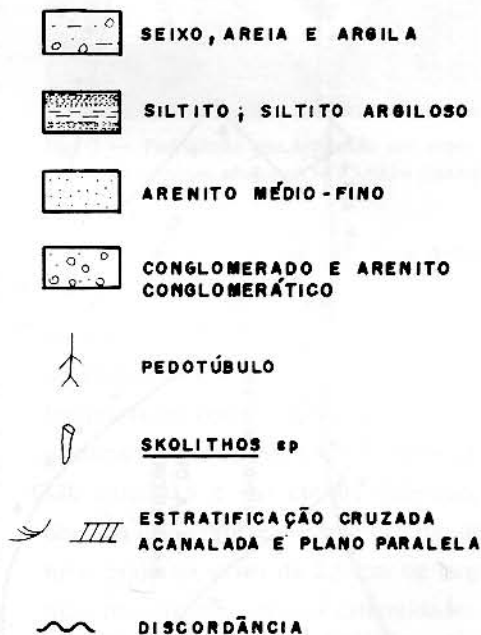 SEIXO, AREIA E ARGILA
SILTITO; SILTITO ARGILOSO
ARENITO MÉDIO-FINO
CONGLOMERADO E ARENITO
CONGLOMERÁTICO
PEDOTÚBULO
SKOLITHOS sp
ESTRATIFICAÇÃO CRUZADA
ACANALADA E PLANO PARALELA
DISCORDÂNCIA